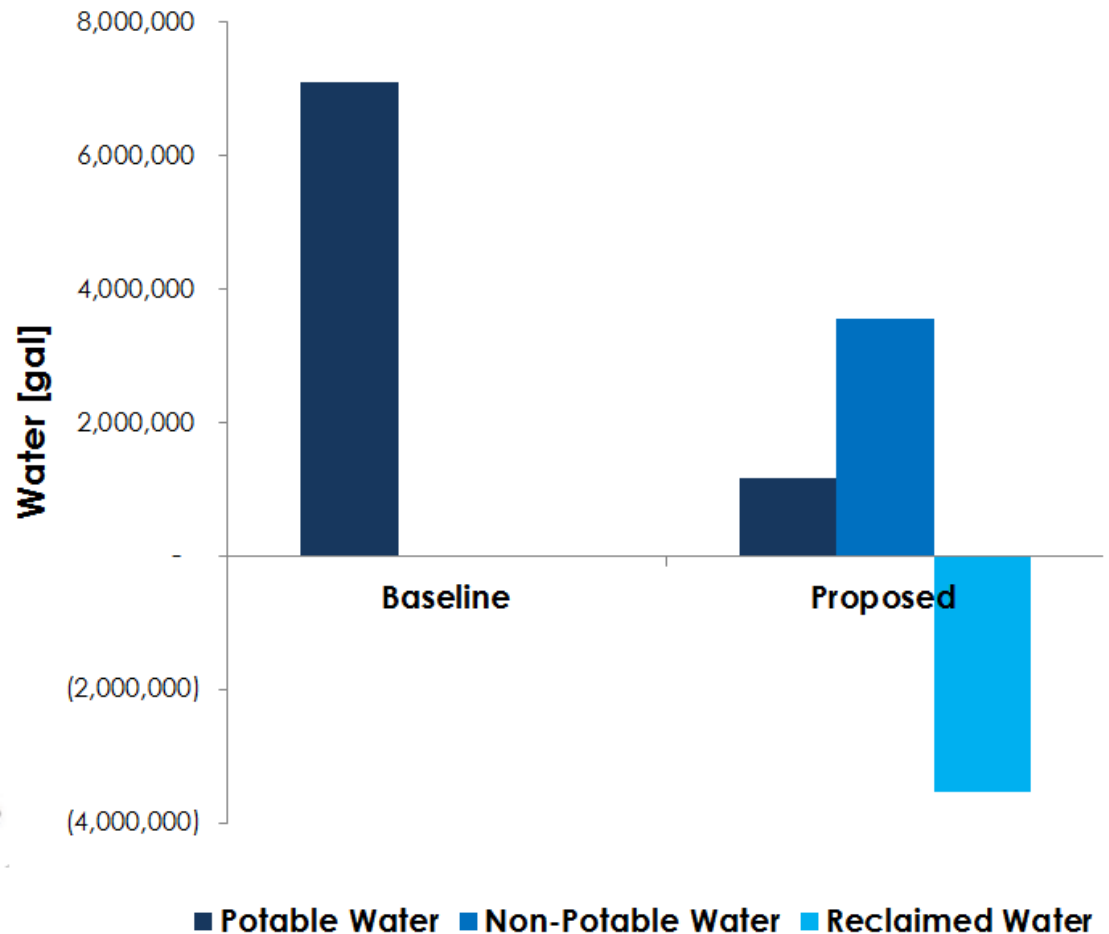 8,000,000
6,000,000
4,000,000
2,000,000
-
(2,000,000)
(4,000,000)
Water [gal]
Baseline
Proposed
Potable Water Non-Potable Water Reclaimed Water